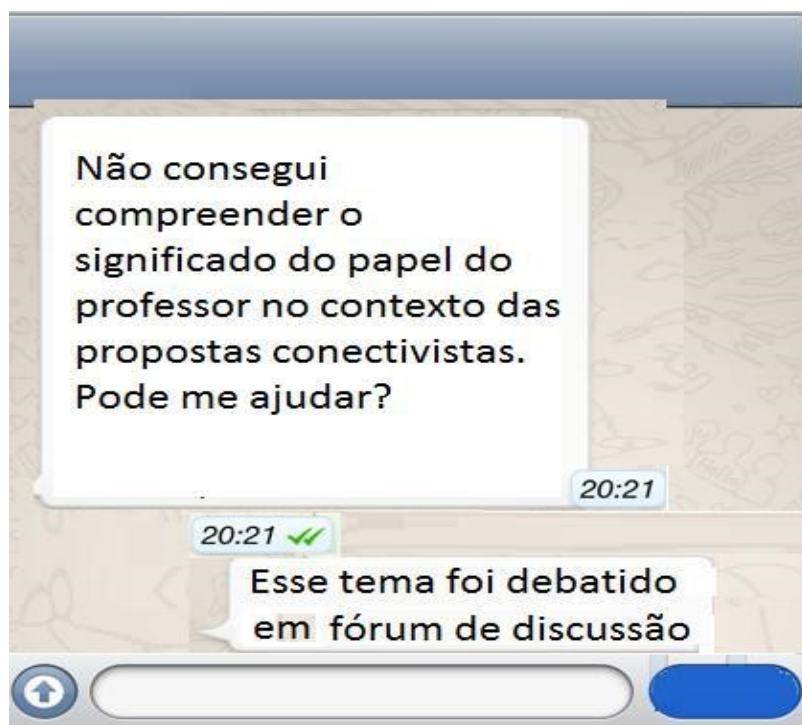 Não consegui
compreender o
significado do papel do
professor no contexto das
propostas conectivistas.
Pode me ajudar?
20:21
20:21
Esse tema foi debatido
em fórum de discussão